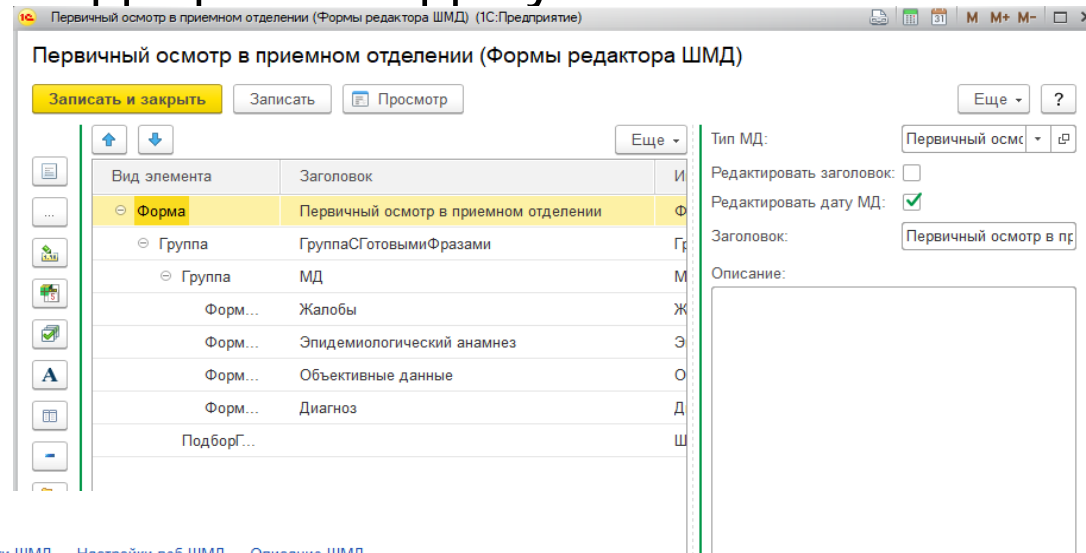 Первичный осмотр в приемном отделении (Формы редактора ШМД) (1С:Предприятие) M M+ M-
Первичный осмотр в приемном отделении (Формы редактора ШМД)
Записать и закрыть Записать Просмотр Еще ?
Еще Тип МД: Первичный осмо
Вид элемента Заголовок И Редактировать заголовок:
Форма Первичный осмотр в приемном отделении Ф Редактировать дату МД:
Группа ГруппаСГотовымиФразами Гр Заголовок: Первичный осмотр в пр
Группа МД М Описание:
Форм... Жалобы Ж
Форм... Эпидемиологический анамнез Э
Форм... Объективные данные О
Форм... Диагноз Д
ПодборГ... Ш